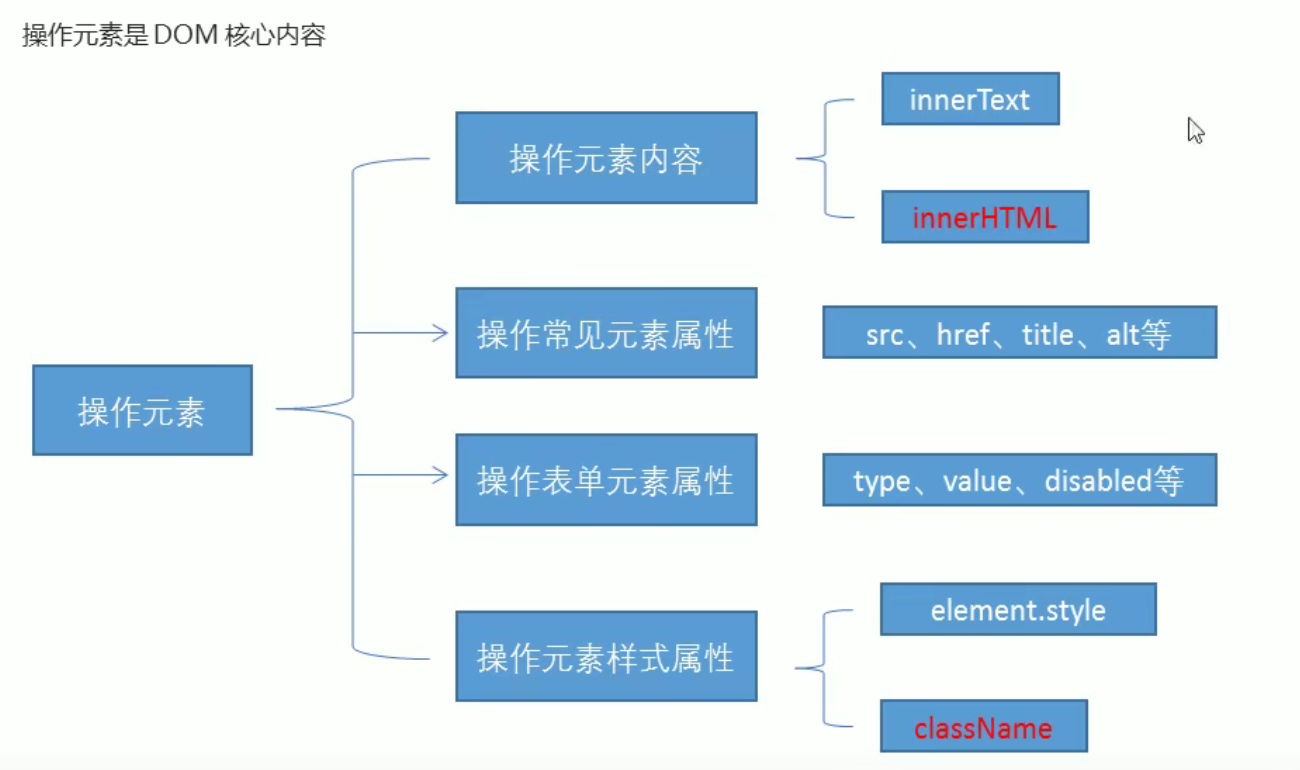 操作元素是DOM 核心内容
操作元素
操作元素内容
innerText
innerHTML
操作常见元素属性
src、href、title、alt等
操作表单元素属性
type、value、disabled等
操作元素样式属性
element.style
className